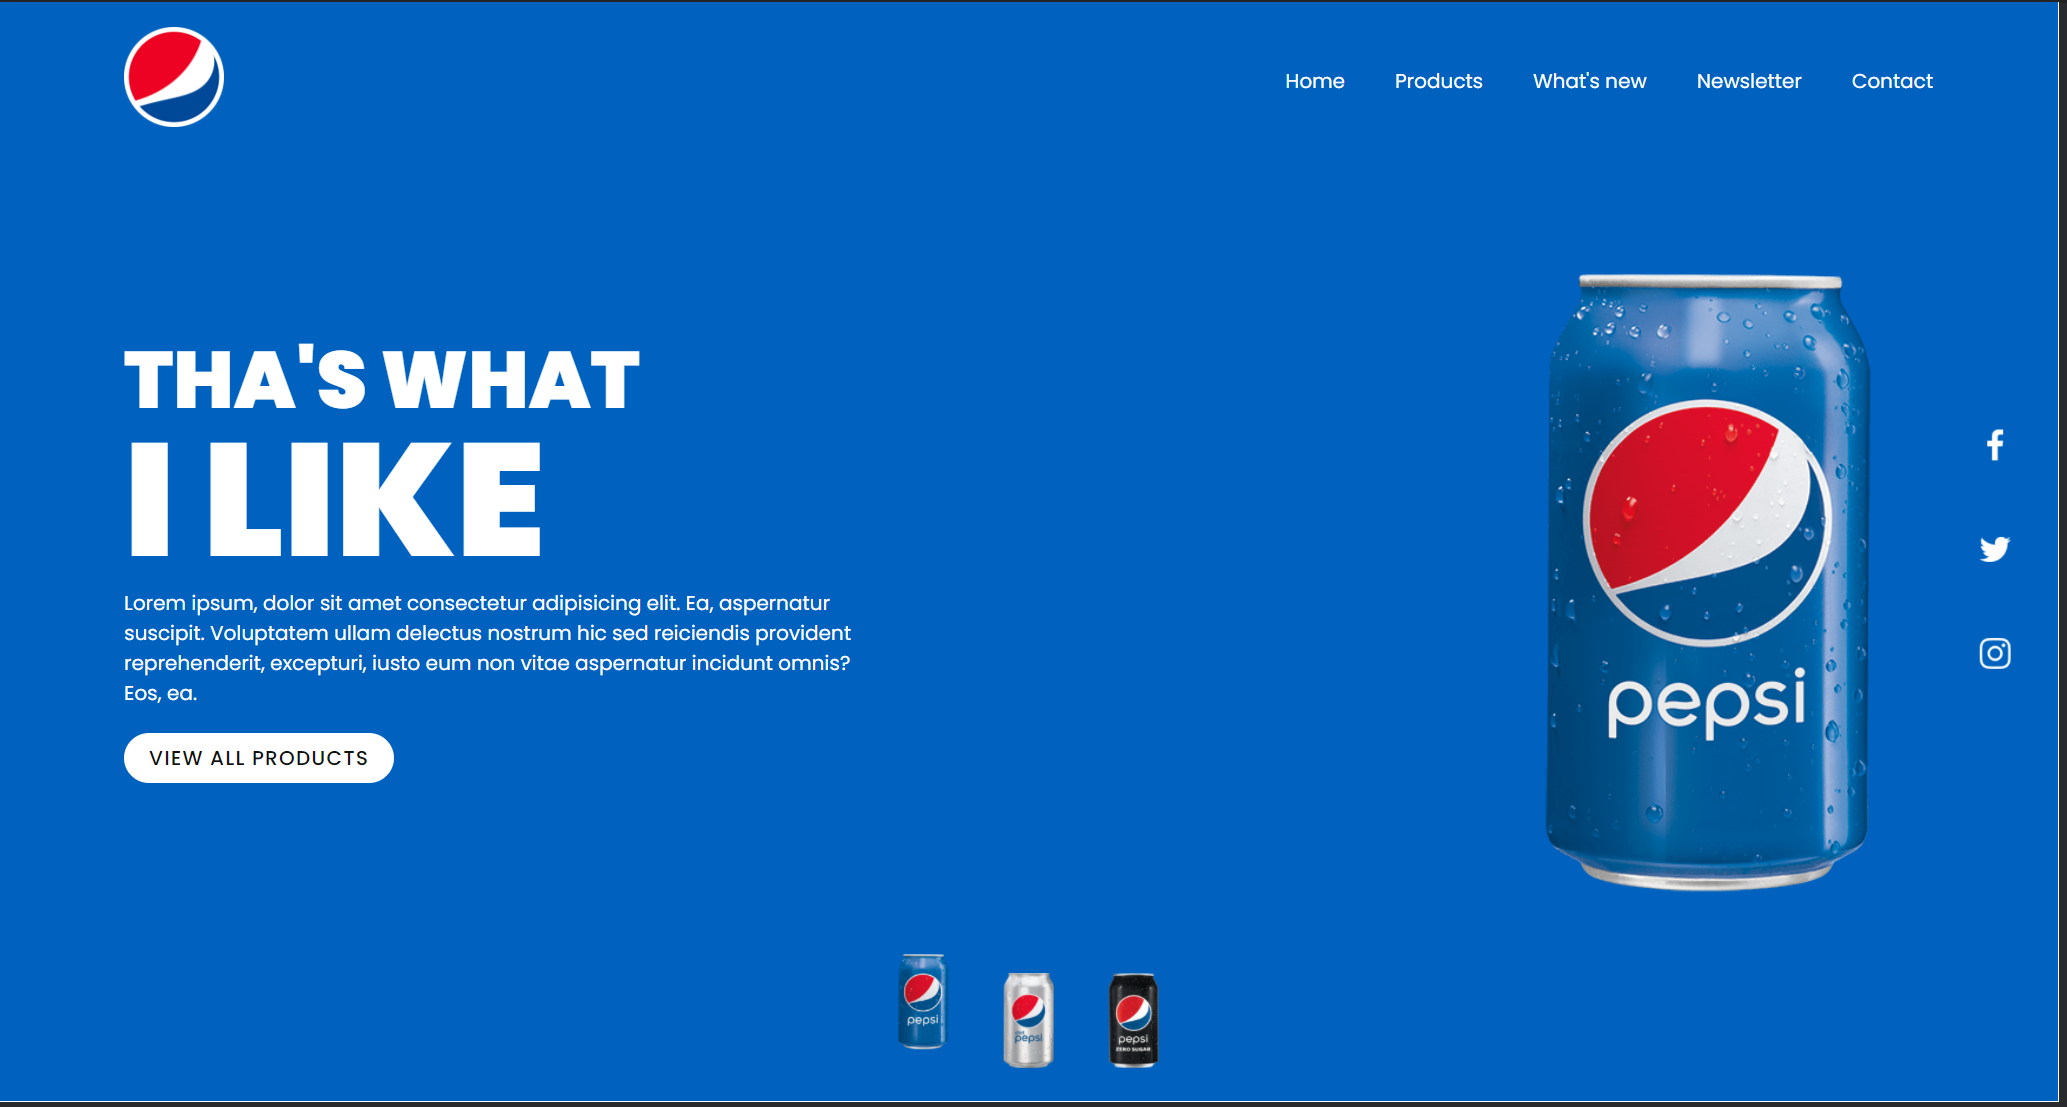 Home Products What's new Newsletter Contact
THA'S WHAT
I LIKE
Lorem ipsum, dolor sit amet consectetur adipisicing elit. Ea, aspernatur
suscipit. Voluptatem ullam delectus nostrum hic sed reiciendis provident
reprehenderit, excepturi, iusto eum non vitae aspernatur incidunt omnis?
Eos, ea.
VIEW ALL PRODUCTS
pepsi
pepsi
diet
pepsi
pepsi
ZERO SUGAR